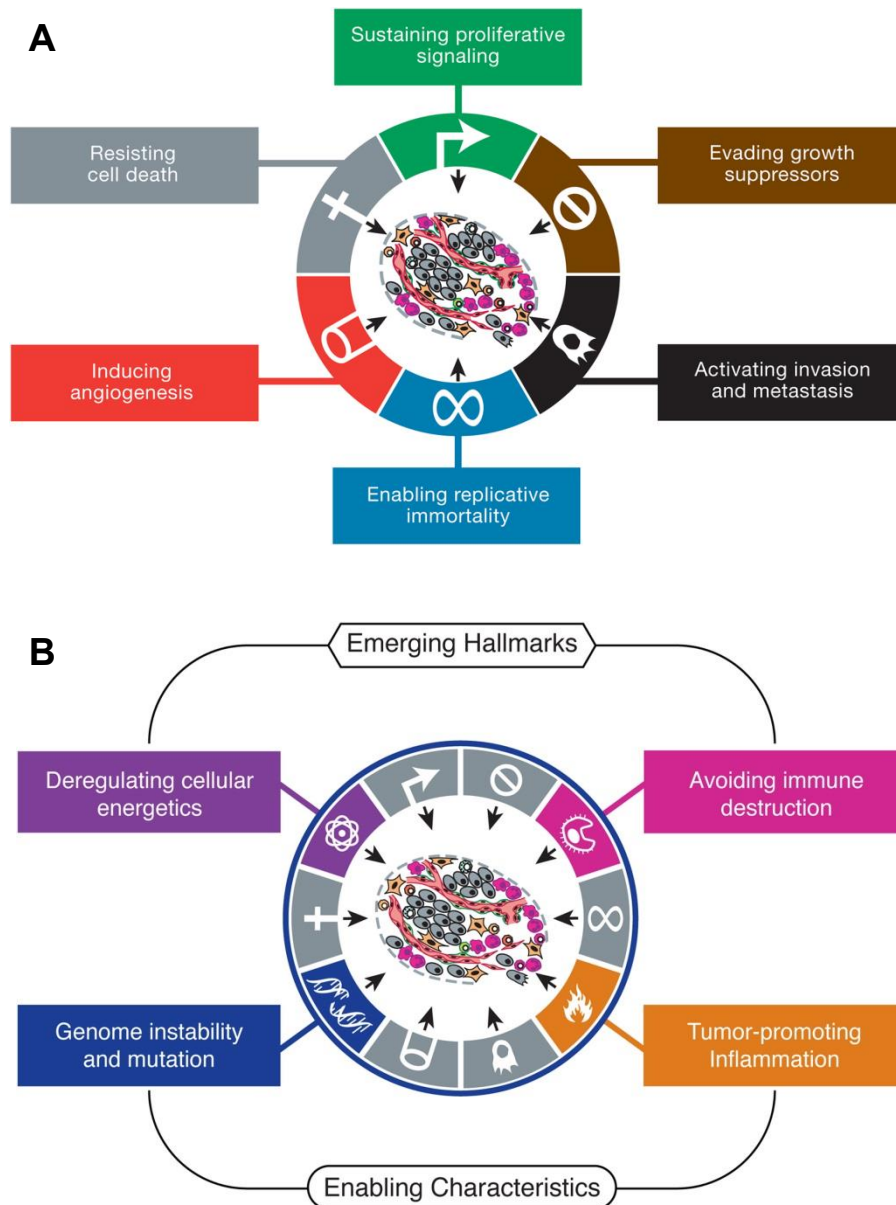 A
Sustaining proliferative
signaling
Resisting
cell death
Evading growth
suppressors
Inducing
angiogenesis
Activating invasion
and metastasis
Enabling replicative
immortality
B
Emerging Hallmarks
Deregulating cellular
energetics
Avoiding immune
destruction
Genome instability
and mutation
Tumor-promoting
Inflammation
Enabling Characteristics